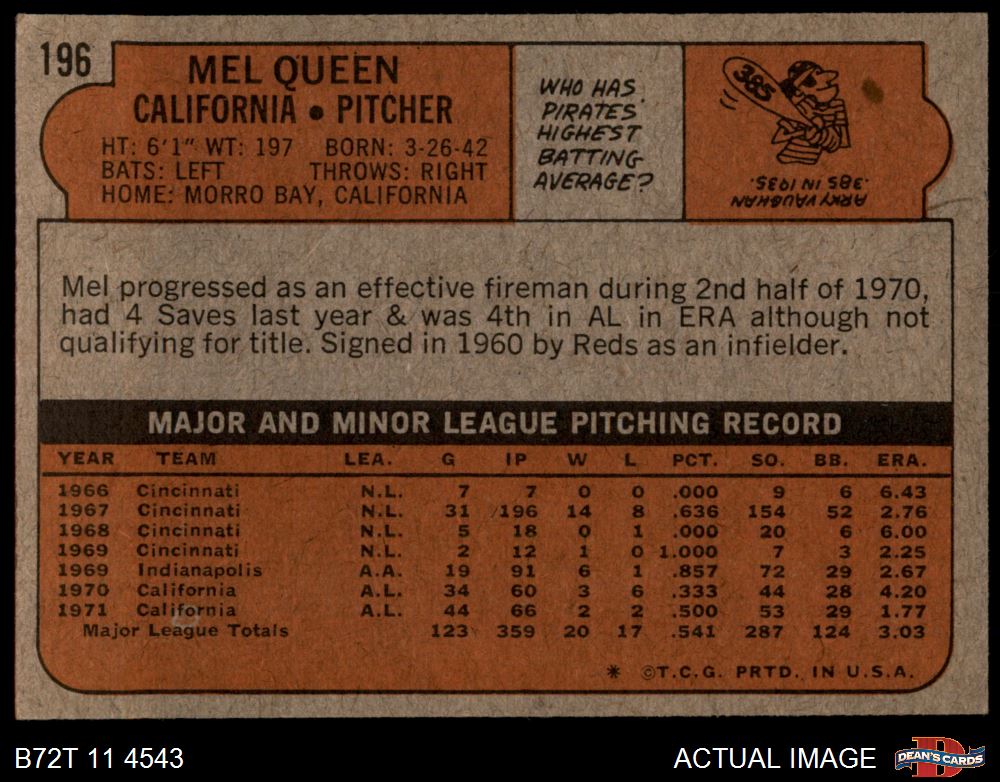 196
MEL QUEEN
CALIFORNIA • PITCHER
HT: 6'1" WT: 197 BORN: 3-26-42
BATS: LEFT THROWS: RIGHT
HOME: MORRO BAY, CALIFORNIA
WHO HAS
PIRATES
HIGHEST
BATTING
AVERAGE?
385
ARKY VAUGHAN
.385 IN 1935.
Mel progressed as an effective fireman during 2nd half of 1970,
had 4 Saves last year & was 4th in AL in ERA although not
qualifying for title. Signed in 1960 by Reds as an infielder.
MAJOR AND MINOR LEAGUE PITCHING RECORD
YEAR TEAM LEA. G IP W L PCT. SO. BB. ERA.
1966 Cincinnati N.L. 7 7 0 0 .000 9 6 6.43
1967 Cincinnati N.L. 31 196 14 8 .636 154 52 2.76
1968 Cincinnati N.L. 5 18 0 1 .000 20 6 6.00
1969 Cincinnati N.L. 2 12 1 0 1.000 7 3 2.25
1969 Indianapolis A.A. 19 91 6 1 .857 72 29 2.67
1970 California A.L. 34 60 3 6 .333 44 28 4.20
1971 California A.L. 44 66 2 2 .500 53 29 1.77
Major League Totals 123 359 20 17 .541 287 124 3.03
* ©T.C.G. PRTD. IN U.S.A.
B72T 11 4543
ACTUAL IMAGE
D
DEAN'S CARDS